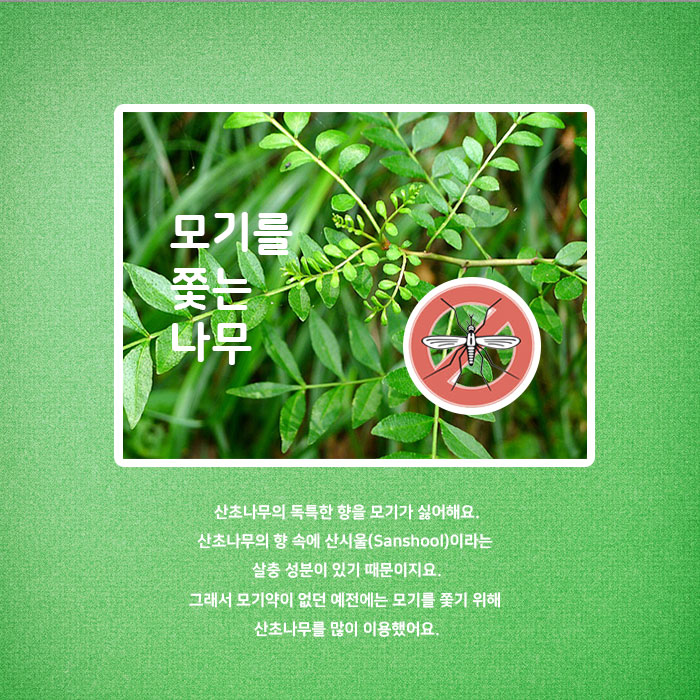 모기를
쫓는
나무
산초나무의 독특한 향을 모기가 싫어해요.
산초나무의 향 속에 산시울(Sanshool)이라는
살충 성분이 있기 때문이지요.
그래서 모기약이 없던 예전에는 모기를 쫓기 위해
산초나무를 많이 이용했어요.